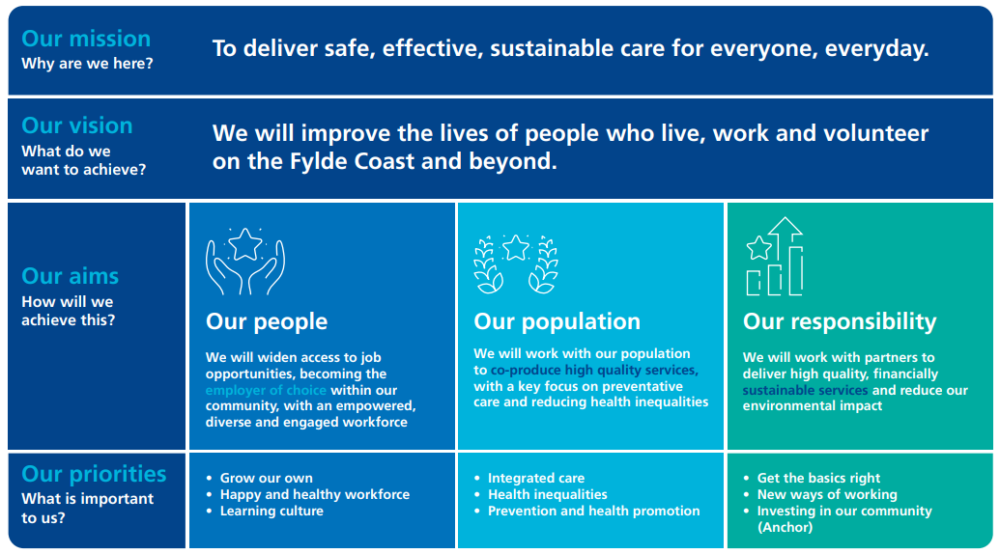 Our mission
Why are we here?
To deliver safe, effective, sustainable care for everyone, everyday.
Our vision
What do we
want to achieve?
We will improve the lives of people who live, work and volunteer
on the Fylde Coast and beyond.
Our aims
How will we
achieve this?
Our people
We will widen access to job
opportunities, becoming the
employer of choice within our
community, with an empowered,
diverse and engaged workforce
Our population
We will work with our population
to co-produce high quality services,
with a key focus on preventative
care and reducing health inequalities
Our responsibility
We will work with partners to
deliver high quality, financially
sustainable services and reduce our
environmental impact
Our priorities
What is important
to us?
• Grow our own
• Happy and healthy workforce
• Learning culture
• Integrated care
• Health inequalities
• Prevention and health promotion
• Get the basics right
• New ways of working
• Investing in our community
(Anchor)